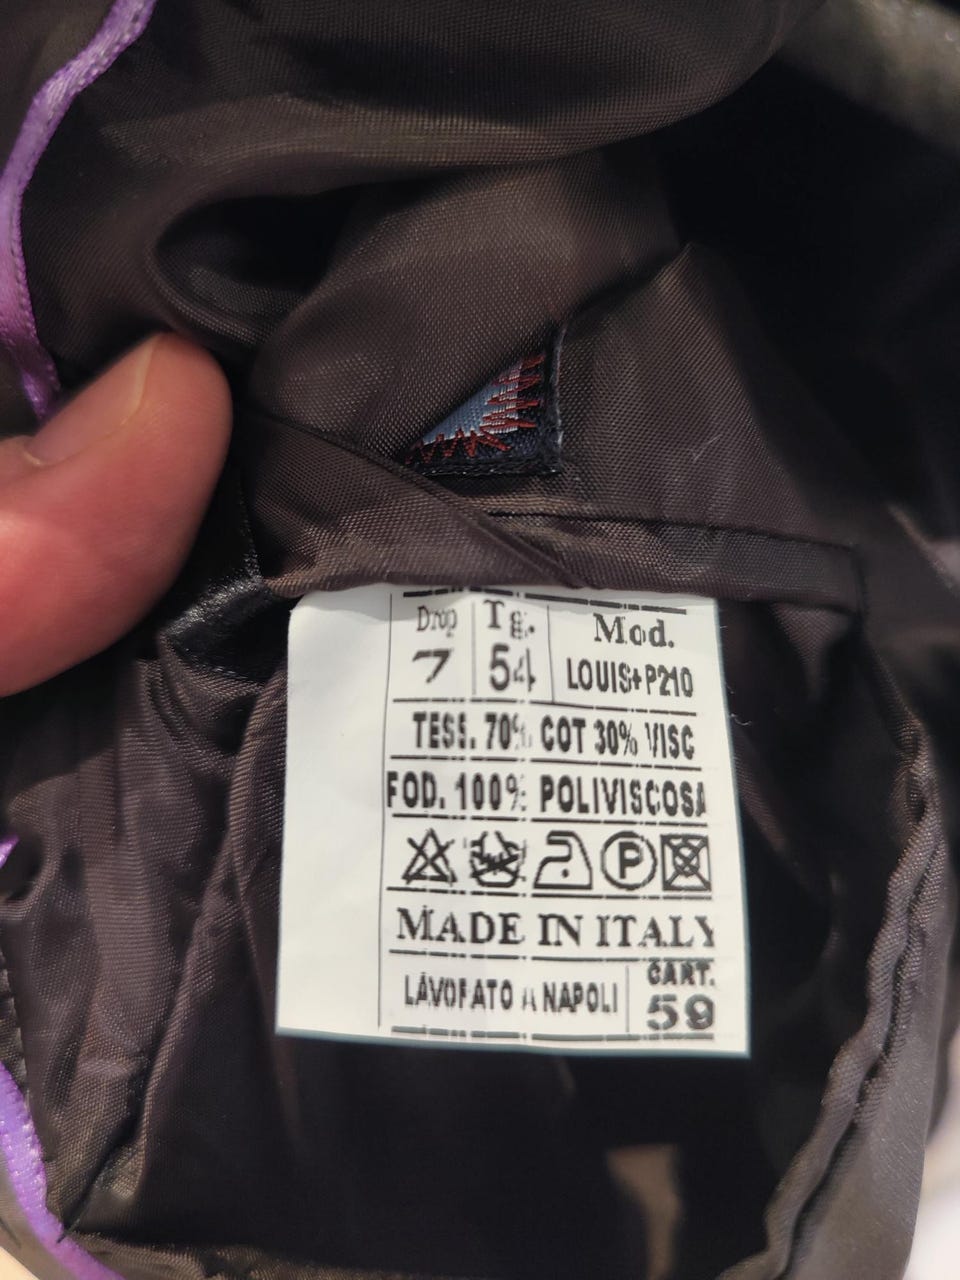 Drop Tg. Mod.
7 54 LOUIS+P210
TESS. 70% COT 30% VISC
FOD. 100% POLIVISCOSA
P
MADE IN ITALY
LAVORATO A NAPOLI
CART.
59